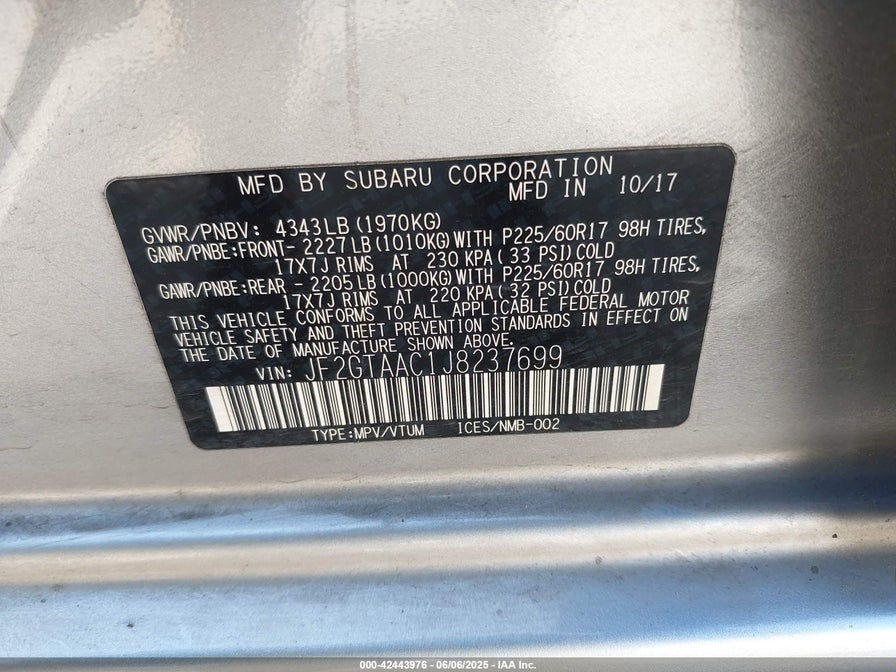 MFD BY SUBARU CORPORATION
MFD IN 10/17
GVWR/PNBV: 4343LB (1970KG)
GAWR/PNBE:FRONT- 2227LB (1010KG) WITH P225/60R17 98H TIRES,
17X7J RIMS AT 230 KPA ( 33 PSI) COLD
GAWR/PNBE:REAR - 2205LB (1000KG) WITH P225/60R17 98H TIRES,
17X7J RIMS AT 220 KPA ( 32 PSI) COLD
THIS VEHICLE CONFORMS TO ALL APPLICABLE FEDERAL MOTOR
VEHICLE SAFETY AND THEFT PREVENTION STANDARDS IN EFFECT ON
THE DATE OF MANUFACTURE SHOWN ABOVE.
VIN: JF2GTAAC1J8237699
TYPE:MPV/VTUM ICES/NMB-002
000-42443976 - 06/06/2025 - IAA Inc.